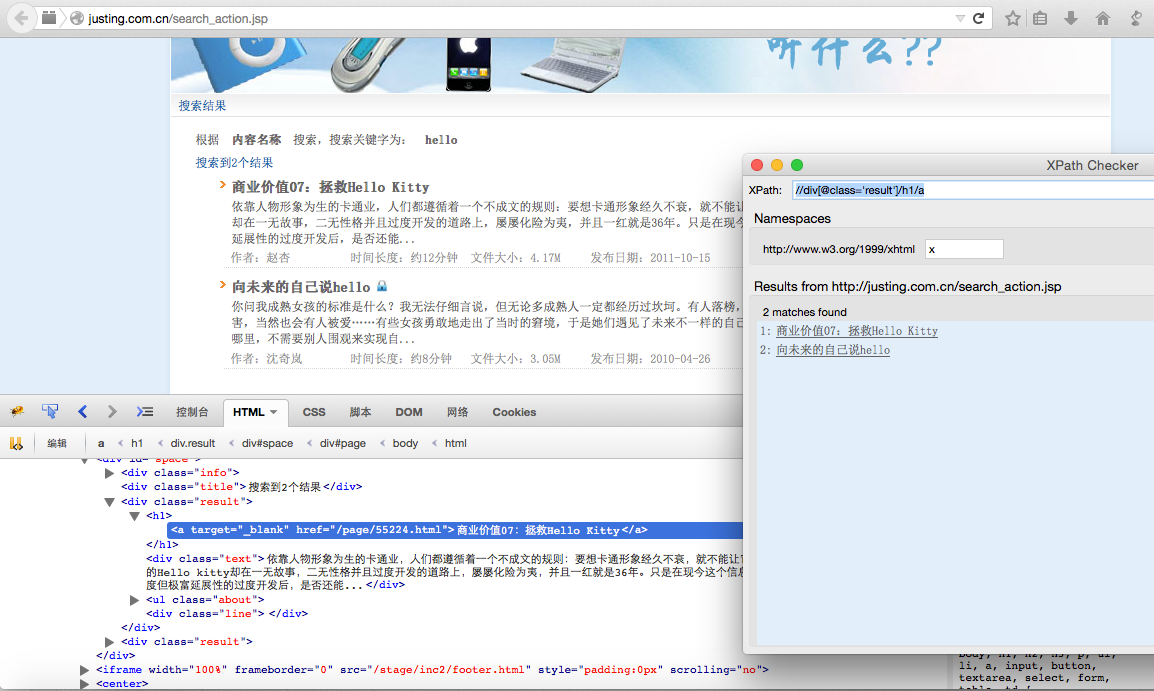 justing.com.cn/search_action.jsp
听什么??
搜索结果
根据 内容名称 搜索，搜索关键字为： hello
搜索到2个结果
商业价值07：拯救Hello Kitty
依靠人物形象为生的卡通业，人们都遵循着一个不成文的规则：要想卡通形象经久不衰，就不能让
却在一无故事，二无性格并且过度开发的道路上，屡屡化险为夷，并且一红就是36年。只是在现今
延展性的过度开发后，是否还能...
作者：赵杏 时间长度：约12分钟 文件大小：4.17M 发布日期：2011-10-15
向未来的自己说hello
你问我成熟女孩的标准是什么？我无法仔细言说，但无论多成熟人一定都经历过坎坷。有人落榜，
害，当然也会有人被爱……有些女孩勇敢地走出了当时的窘境，于是她们遇见了未来不一样的自己
哪里，不需要别人围观来实现自...
作者：沈奇岚 时间长度：约8分钟 文件大小：3.05M 发布日期：2010-04-26
XPath Checker
XPath: //div[@class='result']/h1/a
Namespaces
http://www.w3.org/1999/xhtml x
Results from http://justing.com.cn/search_action.jsp
2 matches found
1: 商业价值07：拯救Hello Kitty
2: 向未来的自己说hello
控制台 HTML CSS 脚本 DOM 网络 Cookies
编辑 a < h1 < div.result < div#space < div#page < body < html
<div id="space">
<div class="info">
<div class="title">搜索到2个结果</div>
<div class="result">
<h1>
<a target="_blank" href="/page/55224.html">商业价值07：拯救Hello Kitty</a>
</h1>
<div class="text">依靠人物形象为生的卡通业，人们都遵循着一个不成文的规则：要想卡通形象经久不衰，就不能让
的Hello kitty却在一无故事，二无性格并且过度开发的道路上，屡屡化险为夷，并且一红就是36年。只是在现今这个信息
度但极富延展性的过度开发后，是否还能...</div>
<ul class="about">
<div class="line"> </div>
</div>
<div class="result">
</div>
<iframe width="100%" frameborder="0" src="/stage/inc2/footer.html" style="padding:0px" scrolling="no">
<center>
body, h1, h2, h3, p, ul,
li, a, input, button,
textarea, select, form,
table, td {